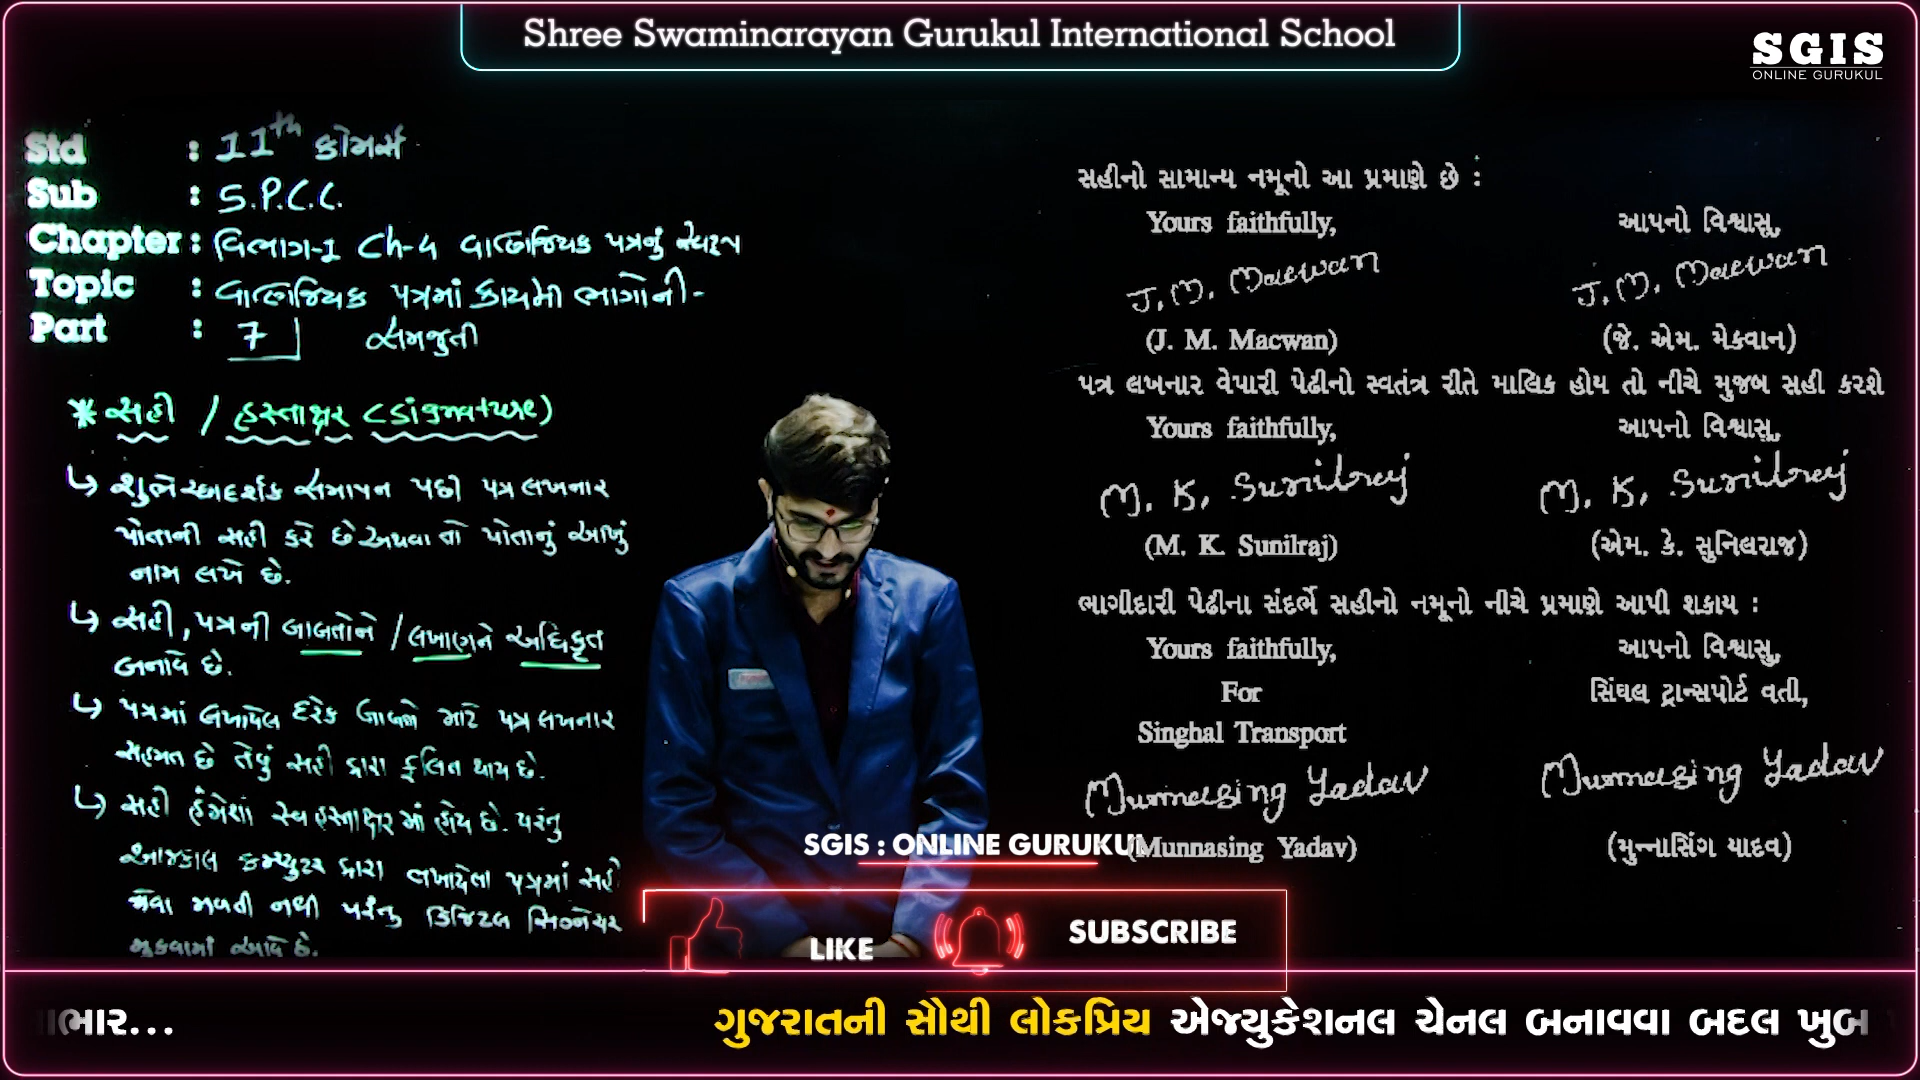 Shree Swaminarayan Gurukul International School
SGIS
ONLINE GURUKUL
Std : 11th કોમર્સ
Sub : S.P.C.C.
Chapter : વિભાગ-1 Ch-4 વાણિજ્યિક પત્રનું સ્વરૂપ
Topic : વાણિજ્યિક પત્રમાં કાયમી ભાગોની-
Part : 7 સમજુતી
* સહી / હસ્તાક્ષર (Signature)
↳ શુભેચ્છાદર્શક સમાપન પછી પત્ર લખનાર
પોતાની સહી કરે છે અથવા તો પોતાનું આખું
નામ લખે છે.
↳ સહી, પત્રની બાબતોને / લખાણને અધિકૃત
બનાવે છે.
↳ પત્રમાં લખાયેલ દરેક બાબત માટે પત્ર લખનાર
સહમત છે તેવું સહી દ્વારા ફલિત થાય છે.
↳ સહી હંમેશા સ્વહસ્તાક્ષરમાં હોય છે. પરંતુ
આજકાલ કમ્પ્યુટર દ્વારા લખાયેલા પત્રમાં સહી
જોવા મળતી નથી પરંતુ ડિજિટલ સિગ્નેચર
મૂકવામાં આવે છે.
સહીનો સામાન્ય નમૂનો આ પ્રમાણે છે :
Yours faithfully, આપનો વિશ્વાસુ,
J. M. Macwan J. M. Macwan
(J. M. Macwan) (જે. એમ. મેકવાન)
પત્ર લખનાર વેપારી પેઢીનો સ્વતંત્ર રીતે માલિક હોય તો નીચે મુજબ સહી કરશે
Yours faithfully, આપનો વિશ્વાસુ,
M. K. Sunilraj M. K. Sunilraj
(M. K. Sunilraj) (એમ. કે. સુનિલરાજ)
ભાગીદારી પેઢીના સંદર્ભે સહીનો નમૂનો નીચે પ્રમાણે આપી શકાય :
Yours faithfully, આપનો વિશ્વાસુ,
For સિંઘલ ટ્રાન્સપોર્ટ વતી,
Singhal Transport
Munnasing Yadav Munnasing Yadav
(Munnasing Yadav) (મુન્નાસિંગ યાદવ)
SGIS : ONLINE GURUKUL
LIKE SUBSCRIBE
ભાર... ગુજરાતની સૌથી લોકપ્રિય એજ્યુકેશનલ ચેનલ બનાવવા બદલ ખુબ